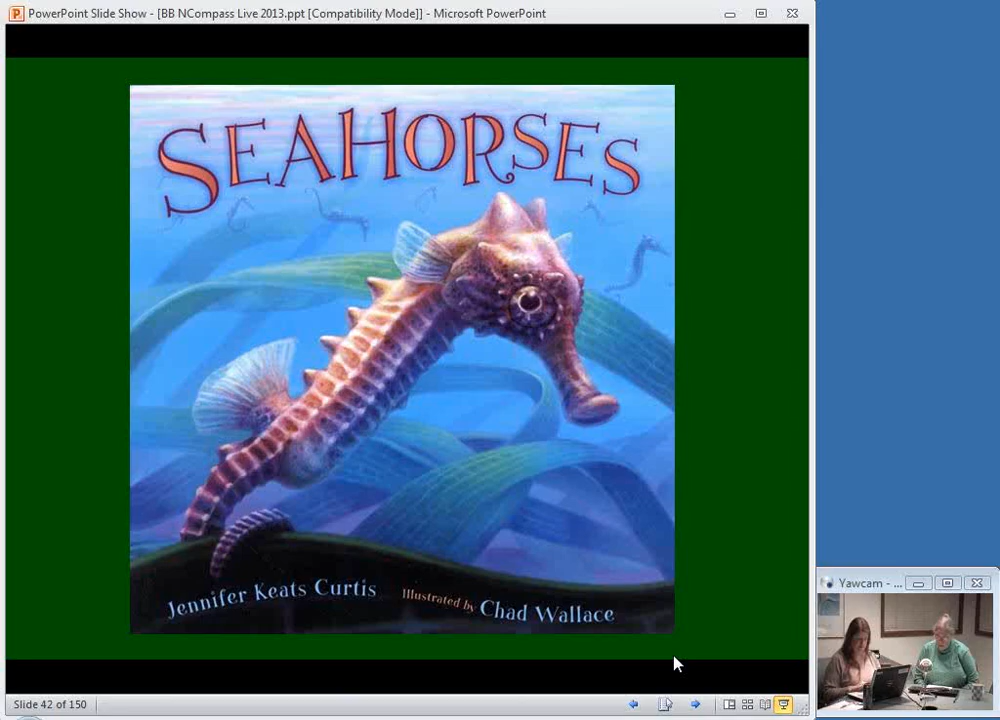 PowerPoint Slide Show - [BB NCompass Live 2013.ppt [Compatibility Mode]] - Microsoft PowerPoint
SEAHORSES
Jennifer Keats Curtis Illustrated by Chad Wallace
Yawcam - ...
Slide 42 of 150